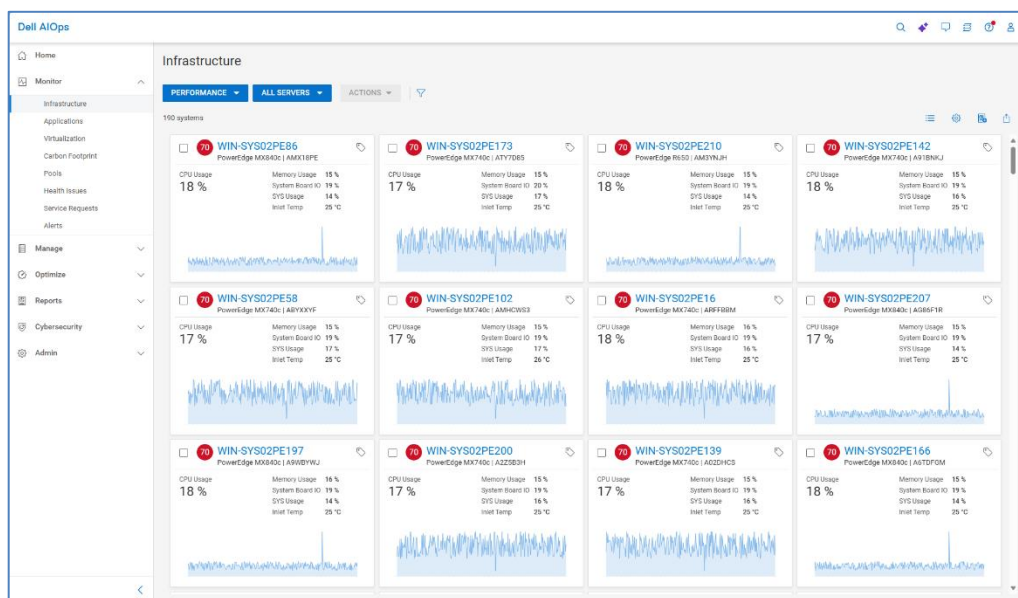 Dell AIOps
Home
Monitor
Infrastructure
Applications
Virtualization
Carbon Footprint
Pools
Health Issues
Service Requests
Alerts
Manage
Optimize
Reports
Cybersecurity
Admin
Infrastructure
PERFORMANCE ALL SERVERS ACTIONS
190 systems
70 WIN-SYS02PE86
PowerEdge MX840c | AMX18PE
CPU Usage
18 %
Memory Usage 15 %
System Board IO 19 %
SYS Usage 14 %
Inlet Temp 25 °C
70 WIN-SYS02PE173
PowerEdge MX740c | ATY7D85
CPU Usage
17 %
Memory Usage 15 %
System Board IO 20 %
SYS Usage 17 %
Inlet Temp 25 °C
70 WIN-SYS02PE210
PowerEdge R650 | AM3YNJH
CPU Usage
18 %
Memory Usage 15 %
System Board IO 19 %
SYS Usage 14 %
Inlet Temp 25 °C
70 WIN-SYS02PE142
PowerEdge MX740c | A91BNKJ
CPU Usage
18 %
Memory Usage 15 %
System Board IO 19 %
SYS Usage 16 %
Inlet Temp 25 °C
70 WIN-SYS02PE58
PowerEdge MX740c | ABYXXYF
CPU Usage
17 %
Memory Usage 15 %
System Board IO 19 %
SYS Usage 17 %
Inlet Temp 25 °C
70 WIN-SYS02PE102
PowerEdge MX740c | AMHCWS3
CPU Usage
17 %
Memory Usage 15 %
System Board IO 19 %
SYS Usage 17 %
Inlet Temp 26 °C
70 WIN-SYS02PE16
PowerEdge MX740c | ARFFB8M
CPU Usage
18 %
Memory Usage 16 %
System Board IO 19 %
SYS Usage 16 %
Inlet Temp 25 °C
70 WIN-SYS02PE207
PowerEdge MX840c | AG86F1R
CPU Usage
17 %
Memory Usage 15 %
System Board IO 19 %
SYS Usage 14 %
Inlet Temp 25 °C
70 WIN-SYS02PE197
PowerEdge MX840c | A9WBYWJ
CPU Usage
18 %
Memory Usage 16 %
System Board IO 19 %
SYS Usage 14 %
Inlet Temp 25 °C
70 WIN-SYS02PE200
PowerEdge MX740c | A2ZSB3H
CPU Usage
17 %
Memory Usage 15 %
System Board IO 19 %
SYS Usage 16 %
Inlet Temp 25 °C
70 WIN-SYS02PE139
PowerEdge MX740c | A02DHCS
CPU Usage
17 %
Memory Usage 15 %
System Board IO 19 %
SYS Usage 16 %
Inlet Temp 25 °C
70 WIN-SYS02PE166
PowerEdge MX840c | A6TDFGM
CPU Usage
18 %
Memory Usage 15 %
System Board IO 19 %
SYS Usage 14 %
Inlet Temp 25 °C